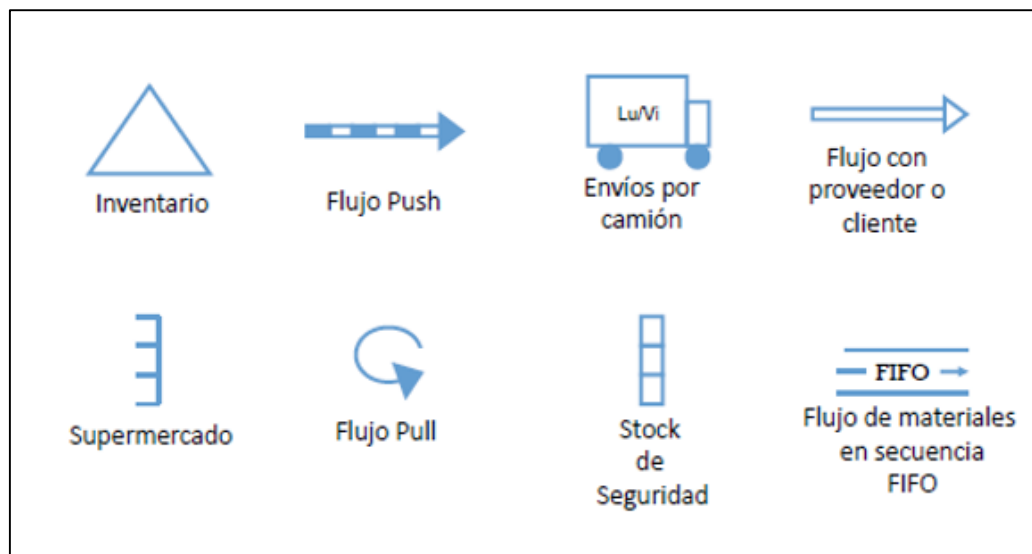 Inventario
Flujo Push
Lu/Vi
Envíos por
camión
Flujo con
proveedor o
cliente
Supermercado
Flujo Pull
Stock
de
Seguridad
FIFO
Flujo de materiales
en secuencia
FIFO